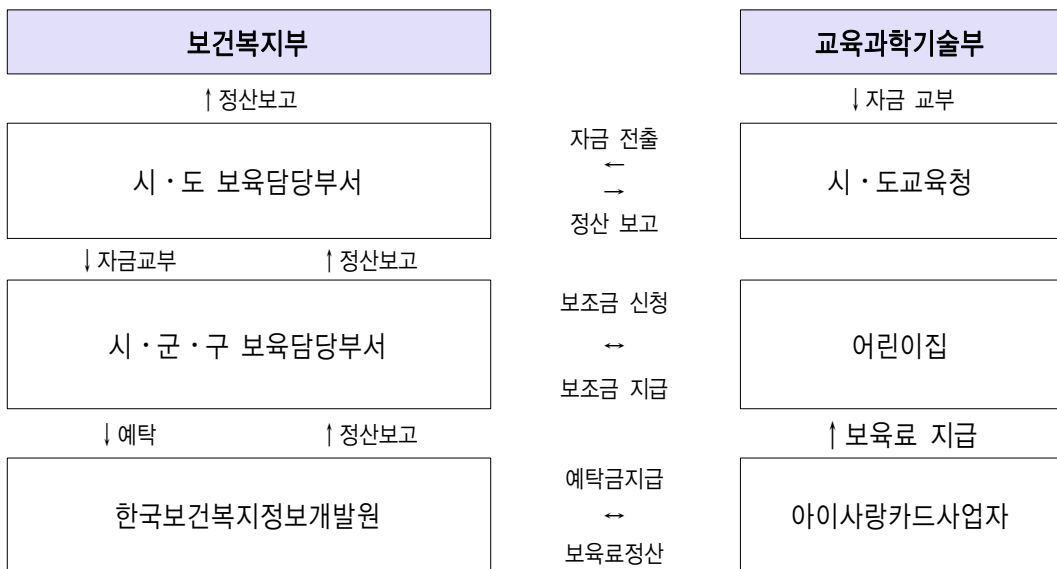 보건복지부
교육과학기술부
↑정산보고
↓자금 교부
시·도 보육담당부서
자금 전출
←
→
정산 보고
시·도교육청
↓자금교부
↑정산보고
시·군·구 보육담당부서
보조금 신청
↔
보조금 지급
어린이집
↓예탁
↑정산보고
↑보육료 지급
한국보건복지정보개발원
예탁금지급
↔
보육료정산
아이사랑카드사업자